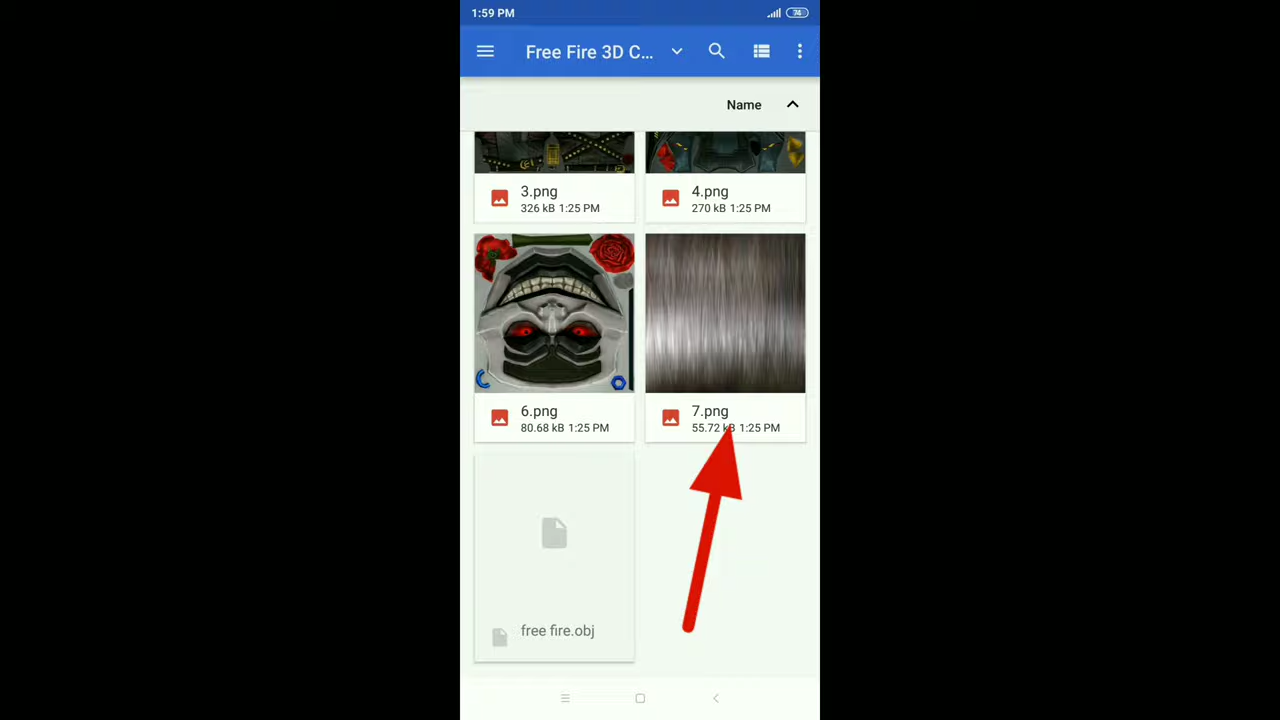 1:59 PM 74
Free Fire 3D C...
Name
3.png
326 kB 1:25 PM
4.png
270 kB 1:25 PM
6.png
80.68 kB 1:25 PM
7.png
55.72 kB 1:25 PM
free fire.obj